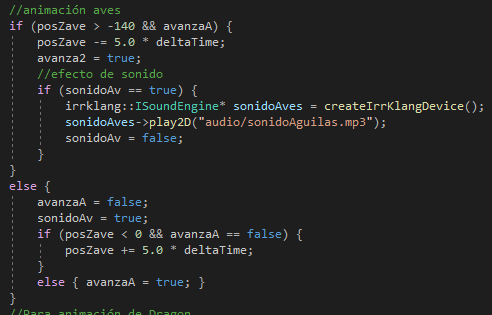 //animación aves
if (posZave > -140 && avanzaA) {
posZave -= 5.0 * deltaTime;
avanza2 = true;
//efecto de sonido
if (sonidoAv == true) {
irrklang::ISoundEngine* sonidoAves = createIrrKlangDevice();
sonidoAves->play2D("audio/sonidoAguilas.mp3");
sonidoAv = false;
}
}
else {
avanzaA = false;
sonidoAv = true;
if (posZave < 0 && avanzaA == false) {
posZave += 5.0 * deltaTime;
}
else { avanzaA = true; }
}
//Para animación de Dragon